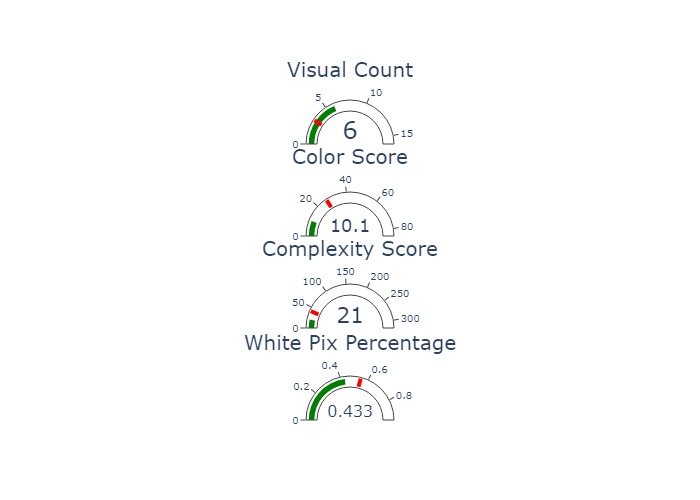 Visual Count
0 5 10 15
6
Color Score
0 20 40 60 80
10.1
Complexity Score
0 50 100 150 200 250 300
21
White Pix Percentage
0 0.2 0.4 0.6 0.8
0.433